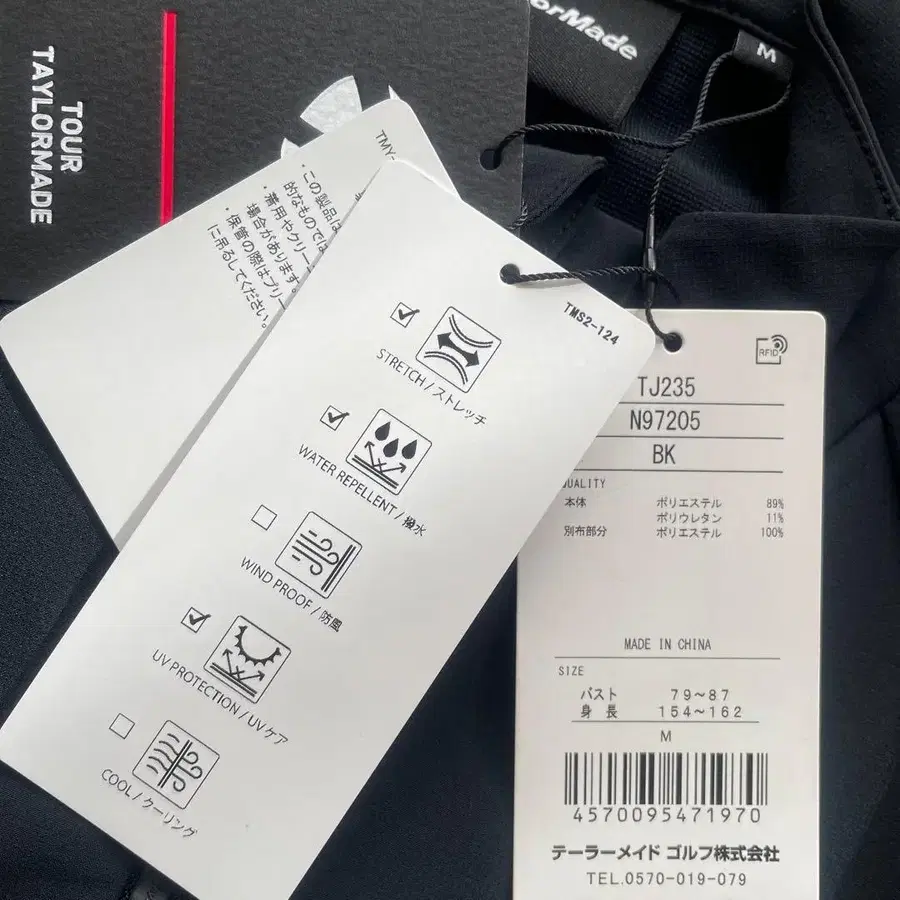 TOUR
TAYLORMADE
orMade
M
TMY-
・この製品は
的なものでは
・着用やクリー
場合があります。
・保管の際はブリー
に吊るしてください。
TMS2-124
STRETCH / ストレッチ
WATER REPELLENT / 撥水
WIND PROOF / 防風
UV PROTECTION / UV ケア
COOL / クーリング
RFID
TJ235
N97205
BK
QUALITY
本体 ポリエステル 89%
ポリウレタン 11%
別布部分 ポリエステル 100%
MADE IN CHINA
SIZE
バスト 79~87
身長 154~162
M
4570095471970
テーラーメイド ゴルフ株式会社
TEL.0570-019-079